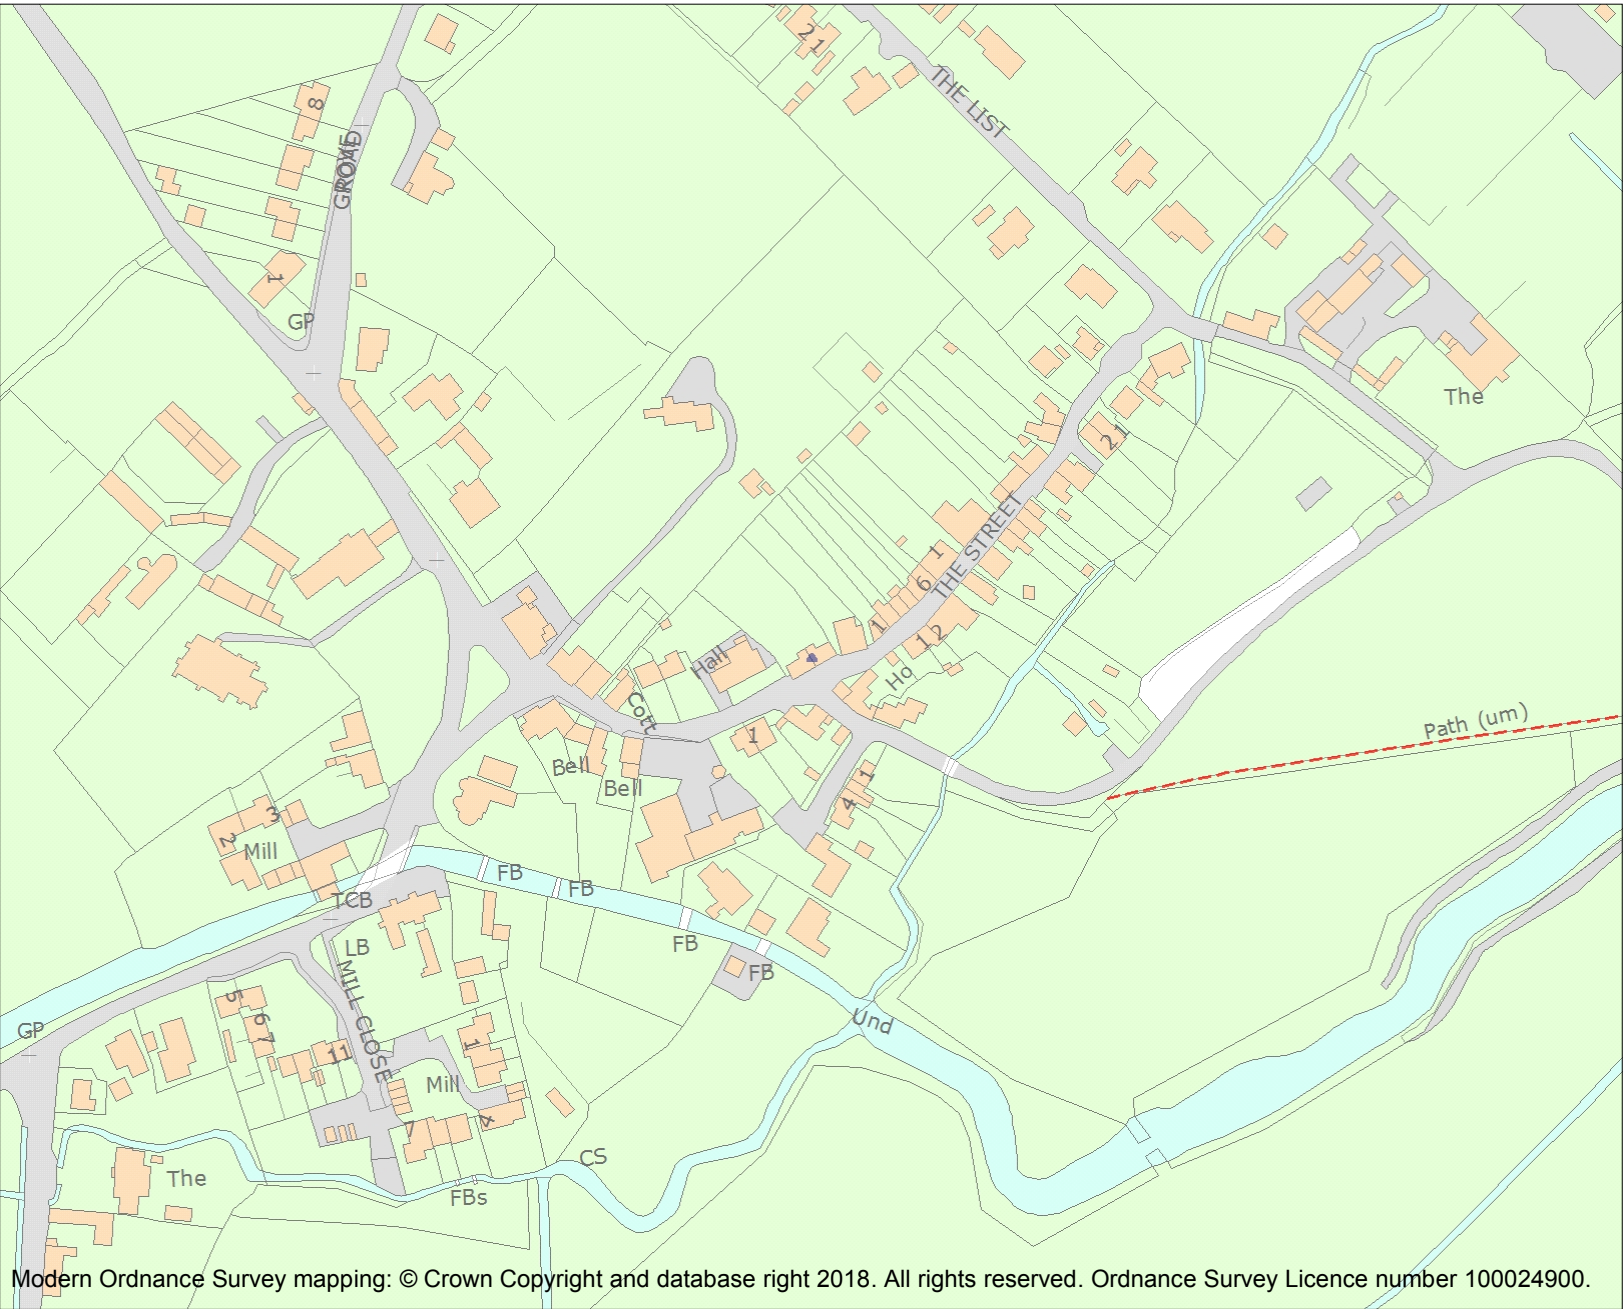 21
THE LIST
8
GROVE
ROAD
1
GP
The
21
THE STREET
1
6
1
12
Ho
Hall
Cott
1
Path (um)
Bell
Bell
1
4
3
2
Mill
FB
FB
TCB
FB
LB
FB
MILL CLOSE
5
6
7
Und
GP
11
1
Mill
4
7
CS
The
FBs
Modern Ordnance Survey mapping: © Crown Copyright and database right 2018. All rights reserved. Ordnance Survey Licence number 100024900.